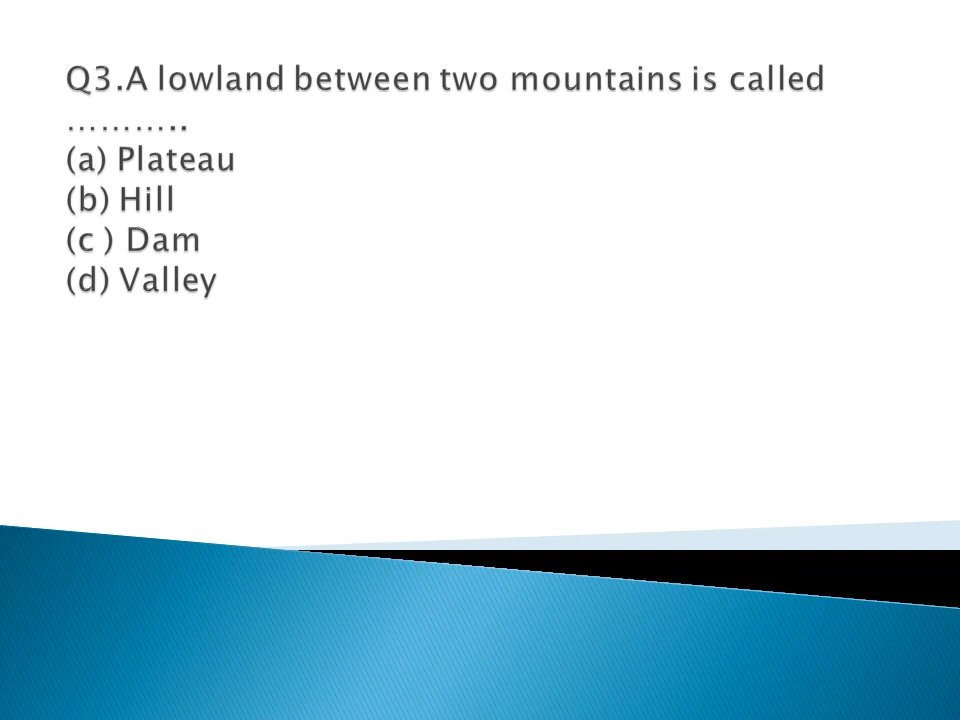 Q3.A lowland between two mountains is called
………..
(a) Plateau
(b) Hill
(c ) Dam
(d) Valley